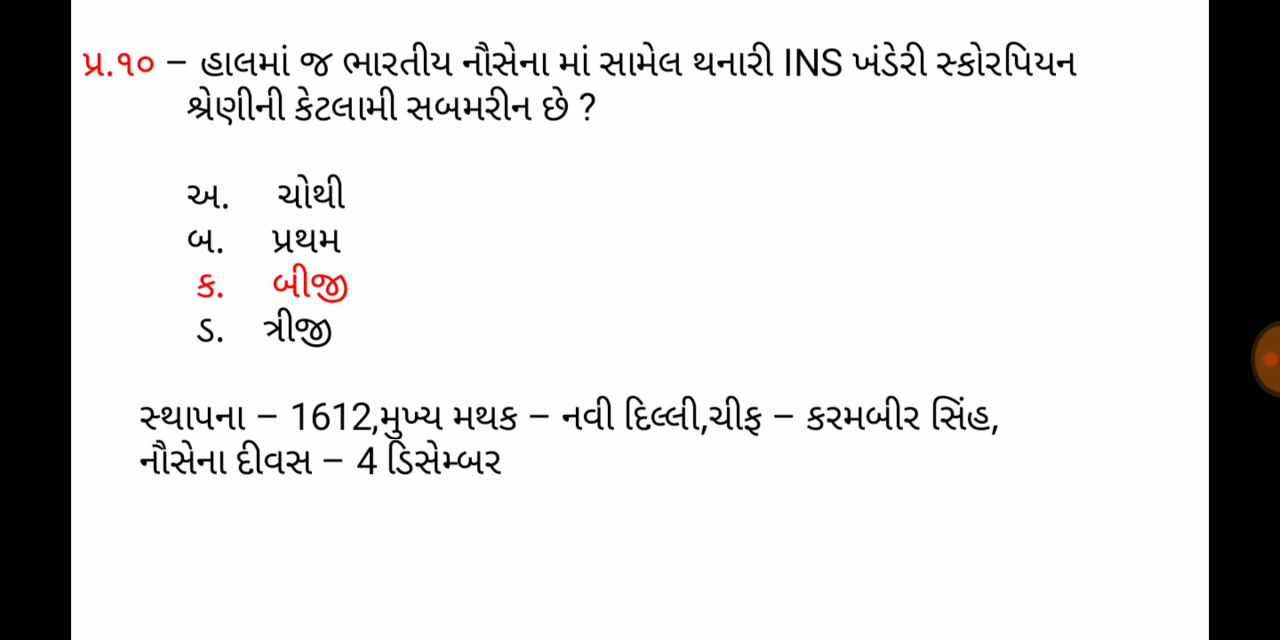 પ્ર.૧૦ – હાલમાં જ ભારતીય નૌસેના માં સામેલ થનારી INS ખંડેરી સ્કોરપિયન
શ્રેણીની કેટલામી સબમરીન છે ?
અ. ચોથી
બ. પ્રથમ
ક. બીજી
ડ. ત્રીજી
સ્થાપના – 1612,મુખ્ય મથક – નવી દિલ્લી,ચીફ – કરમબીર સિંહ,
નૌસેના દીવસ – 4 ડિસેમ્બર